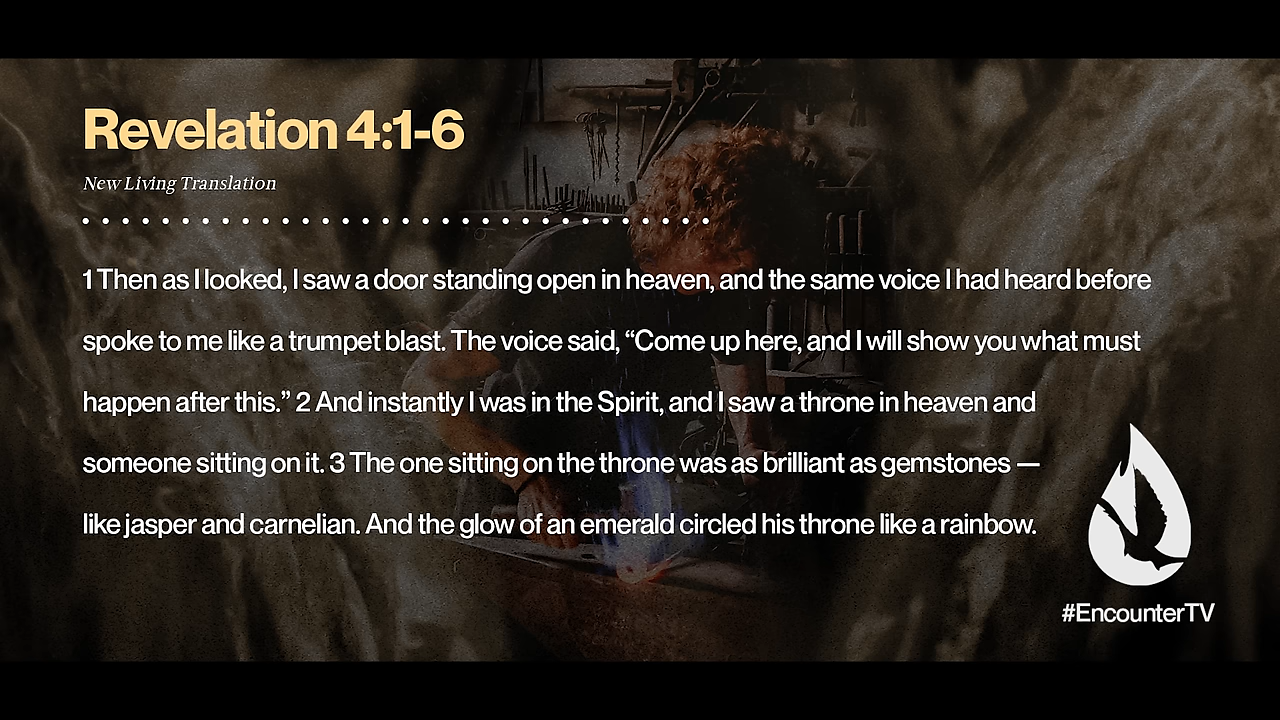 Revelation 4:1-6
New Living Translation
1 Then as I looked, I saw a door standing open in heaven, and the same voice I had heard before
spoke to me like a trumpet blast. The voice said, “Come up here, and I will show you what must
happen after this.” 2 And instantly I was in the Spirit, and I saw a throne in heaven and
someone sitting on it. 3 The one sitting on the throne was as brilliant as gemstones —
like jasper and carnelian. And the glow of an emerald circled his throne like a rainbow.
#EncounterTV